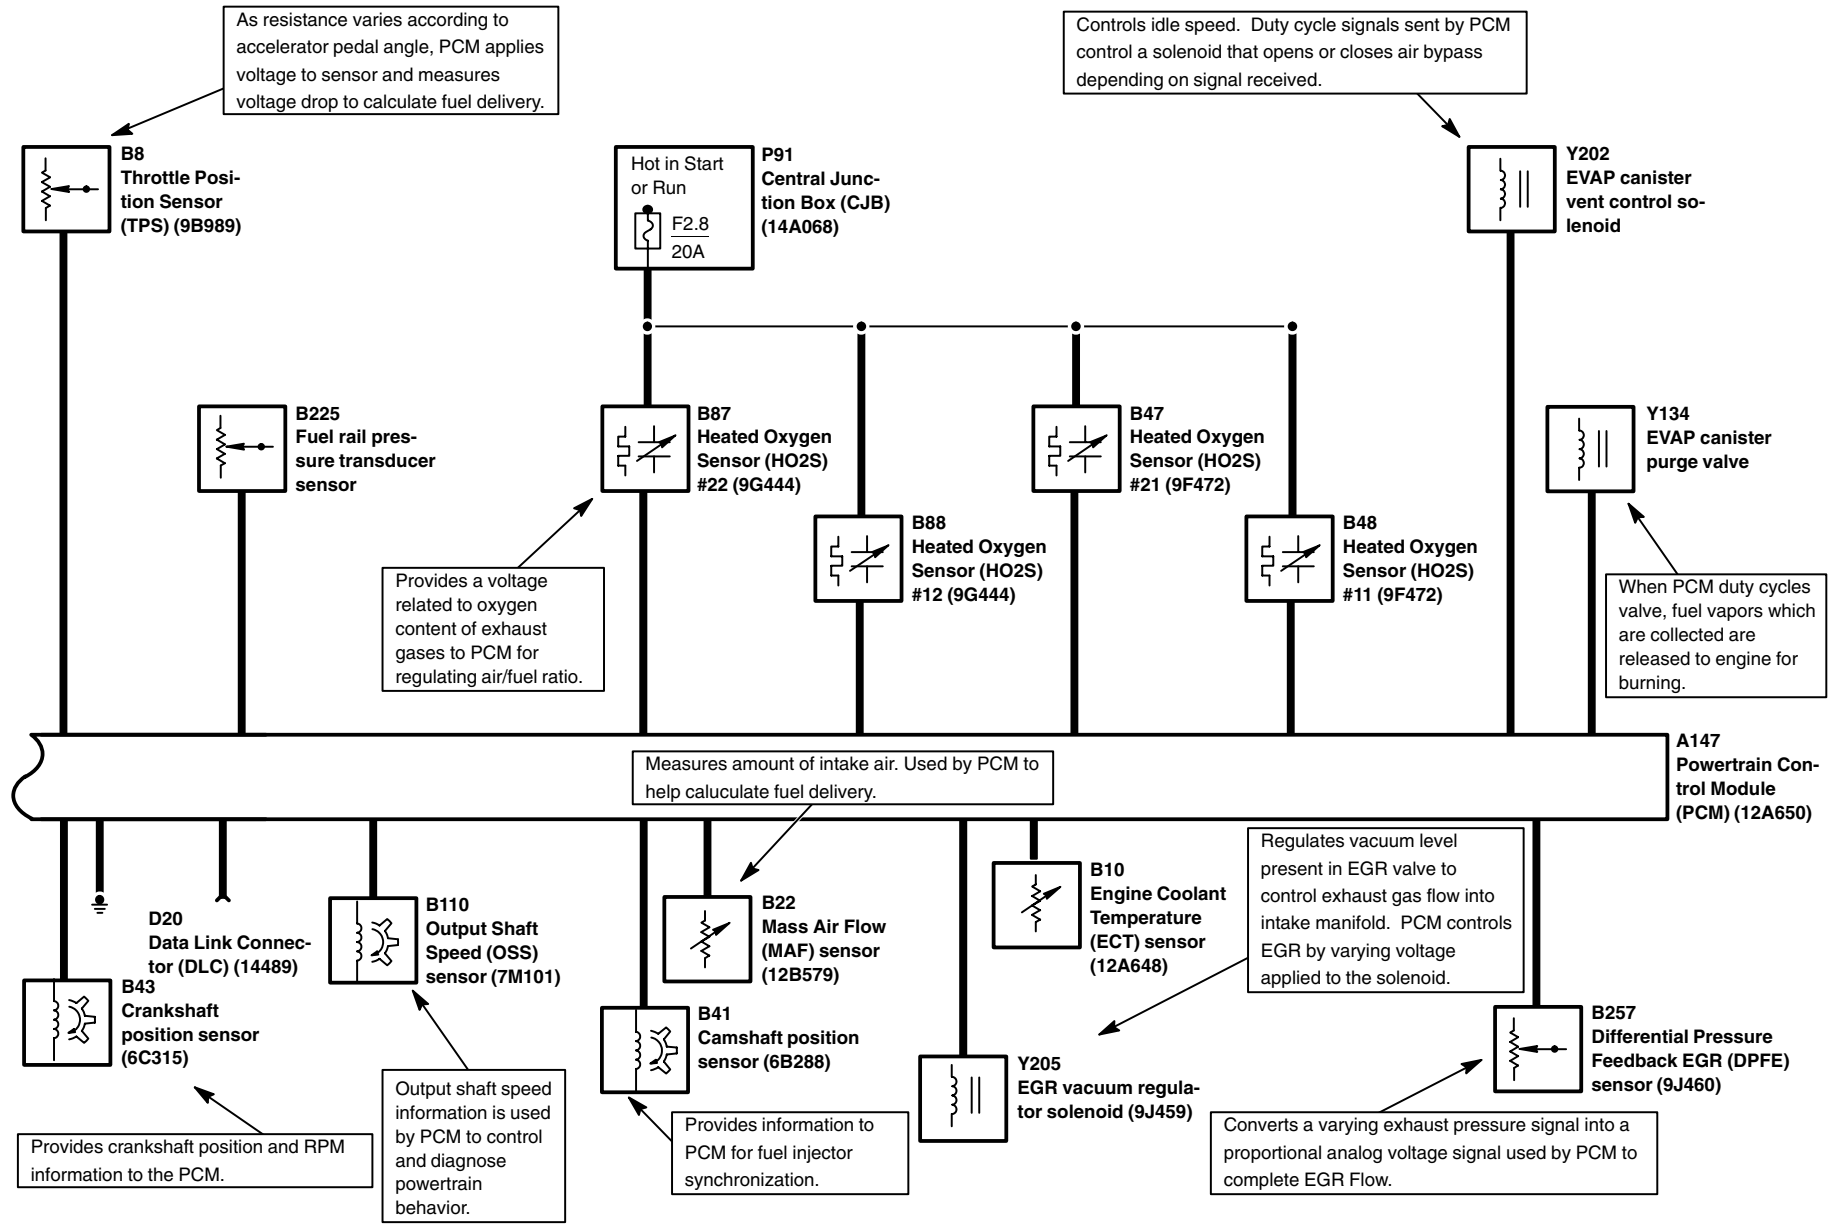 As resistance varies according to
accelerator pedal angle, PCM applies
voltage to sensor and measures
voltage drop to calculate fuel delivery.
Controls idle speed.  Duty cycle signals sent by PCM
control a solenoid that opens or closes air bypass
depending on signal received.
B8
Throttle Posi-
tion Sensor
(TPS) (9B989)
Hot in Start
or Run
F2.8
20A
P91
Central Junc-
tion Box (CJB)
(14A068)
Y202
EVAP canister
vent control so-
lenoid
B225
Fuel rail pres-
sure transducer
sensor
B87
Heated Oxygen
Sensor (HO2S)
#22 (9G444)
B47
Heated Oxygen
Sensor (HO2S)
#21 (9F472)
Y134
EVAP canister
purge valve
B88
Heated Oxygen
Sensor (HO2S)
#12 (9G444)
B48
Heated Oxygen
Sensor (HO2S)
#11 (9F472)
Provides a voltage
related to oxygen
content of exhaust
gases to PCM for
regulating air/fuel ratio.
When PCM duty cycles
valve, fuel vapors which
are collected are
released to engine for
burning.
A147
Powertrain Con-
trol Module
(PCM) (12A650)
Measures amount of intake air. Used by PCM to
help caluculate fuel delivery.
Regulates vacuum level
present in EGR valve to
control exhaust gas flow into
intake manifold.  PCM controls
EGR by varying voltage
applied to the solenoid.
D20
Data Link Connec-
tor (DLC) (14489)
B110
Output Shaft
Speed (OSS)
sensor (7M101)
B22
Mass Air Flow
(MAF) sensor
(12B579)
B10
Engine Coolant
Temperature
(ECT) sensor
(12A648)
B43
Crankshaft
position sensor
(6C315)
B41
Camshaft position
sensor (6B288)
Y205
EGR vacuum regula-
tor solenoid (9J459)
B257
Differential Pressure
Feedback EGR (DPFE)
sensor (9J460)
Provides crankshaft position and RPM
information to the PCM.
Output shaft speed
information is used
by PCM to control
and diagnose
powertrain
behavior.
Provides information to
PCM for fuel injector
synchronization.
Converts a varying exhaust pressure signal into a
proportional analog voltage signal used by PCM to
complete EGR Flow.